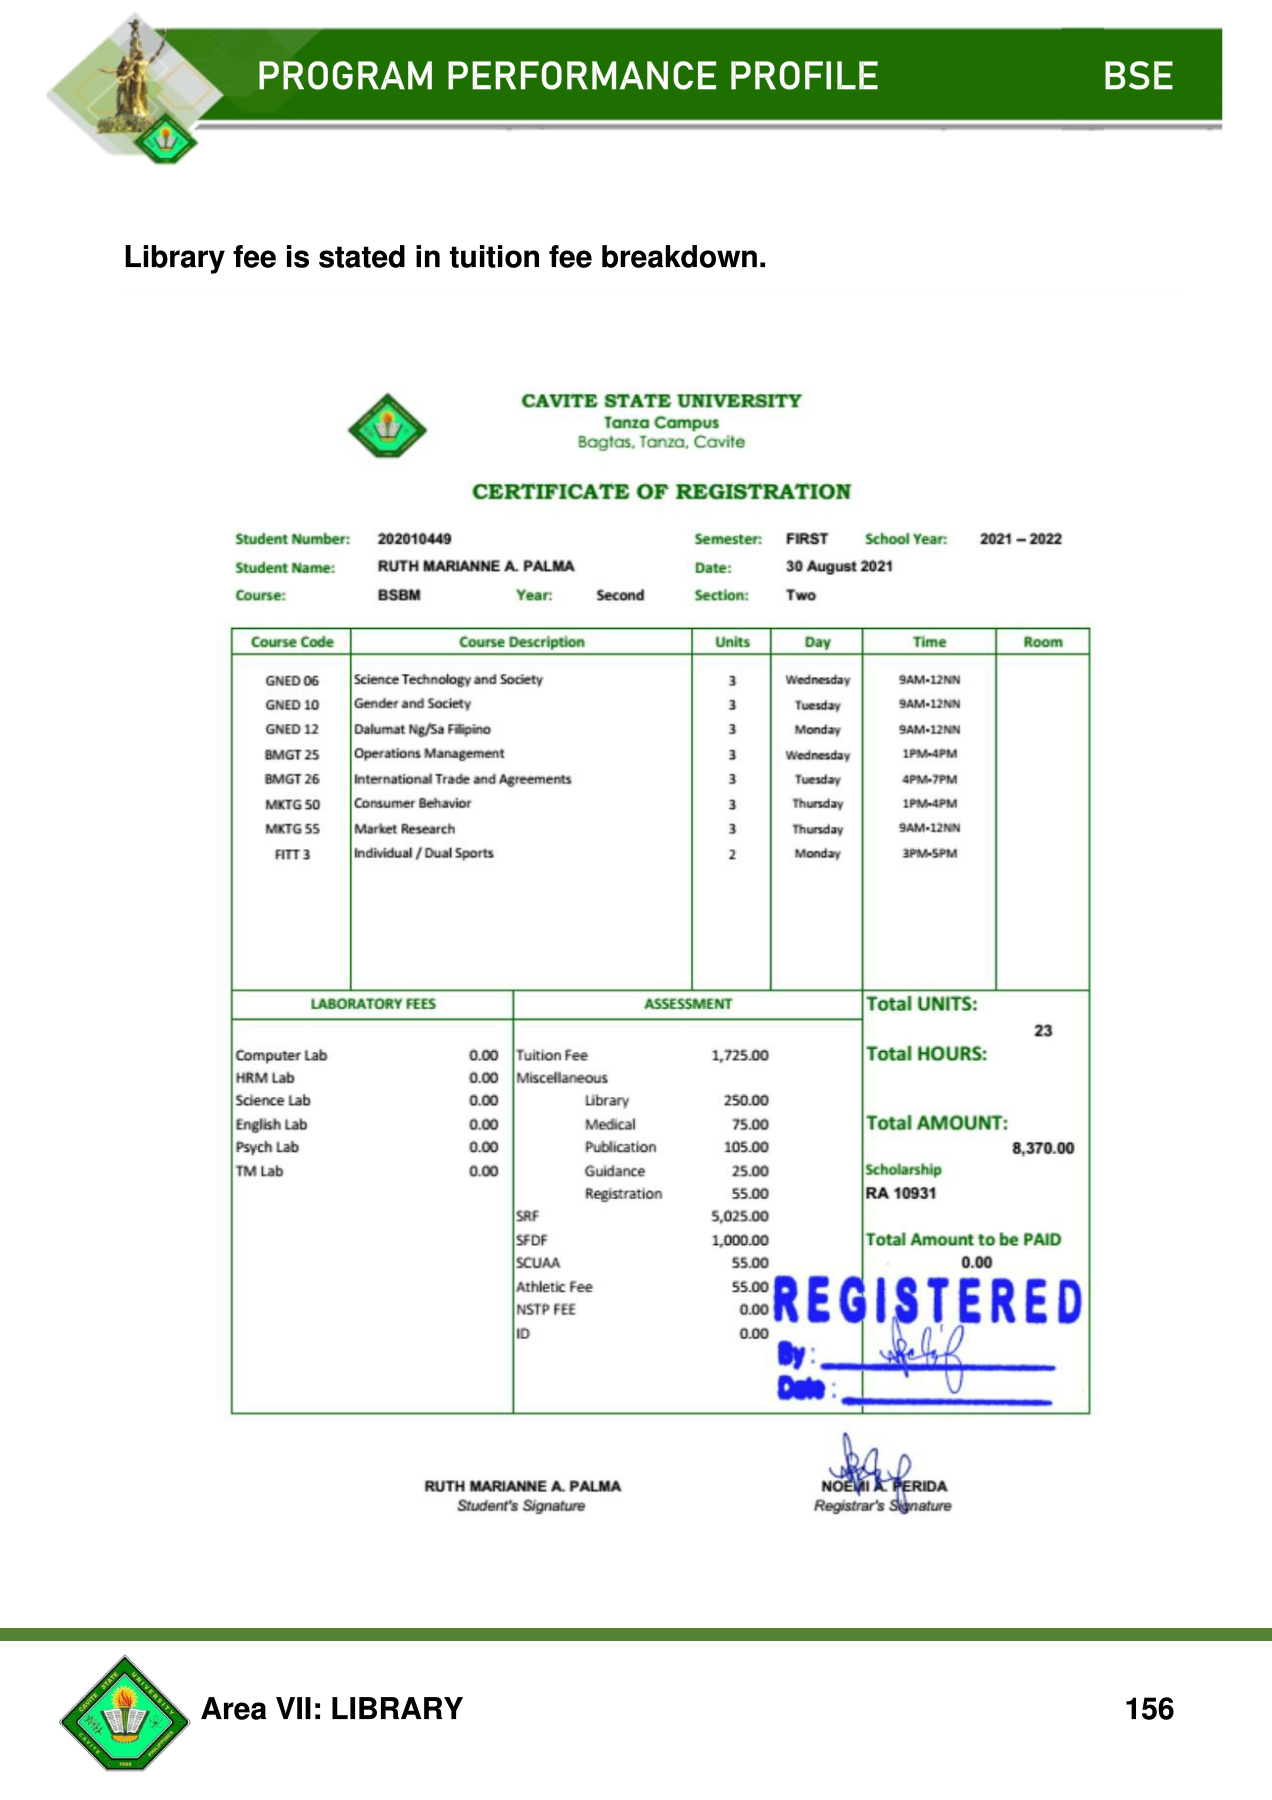 PROGRAM PERFORMANCE PROFILE BSE
Library fee is stated in tuition fee breakdown.
CAVITE STATE UNIVERSITY
Tanza Campus
Bagtas, Tanza, Cavite
CERTIFICATE OF REGISTRATION
Student Number: 202010449 Semester: FIRST School Year: 2021 – 2022
Student Name: RUTH MARIANNE A. PALMA Date: 30 August 2021
Course: BSBM Year: Second Section: Two
Course Code Course Description Units Day Time Room
GNED 06 Science Technology and Society 3 Wednesday 9AM-12NN
GNED 10 Gender and Society 3 Tuesday 9AM-12NN
GNED 12 Dalumat Ng/Sa Filipino 3 Monday 9AM-12NN
BMGT 25 Operations Management 3 Wednesday 1PM-4PM
BMGT 26 International Trade and Agreements 3 Tuesday 4PM-7PM
MKTG 50 Consumer Behavior 3 Thursday 1PM-4PM
MKTG 55 Market Research 3 Thursday 9AM-12NN
FITT 3 Individual / Dual Sports 2 Monday 3PM-5PM
LABORATORY FEES ASSESSMENT Total UNITS:
23
Computer Lab 0.00 Tuition Fee 1,725.00 Total HOURS:
HRM Lab 0.00 Miscellaneous
Science Lab 0.00 Library 250.00
English Lab 0.00 Medical 75.00 Total AMOUNT:
Psych Lab 0.00 Publication 105.00 8,370.00
TM Lab 0.00 Guidance 25.00 Scholarship
Registration 55.00 RA 10931
SRF 5,025.00
SFDF 1,000.00 Total Amount to be PAID
SCUAA 55.00 0.00
Athletic Fee 55.00 REGISTERED
NSTP FEE 0.00
ID 0.00
By :
Date :
RUTH MARIANNE A. PALMA NOEMI A. PERIDA
Student's Signature Registrar's Signature
CAVITE STATE UNIVERSITY
CAVITE PHILIPPINES
1906
Area VII: LIBRARY 156